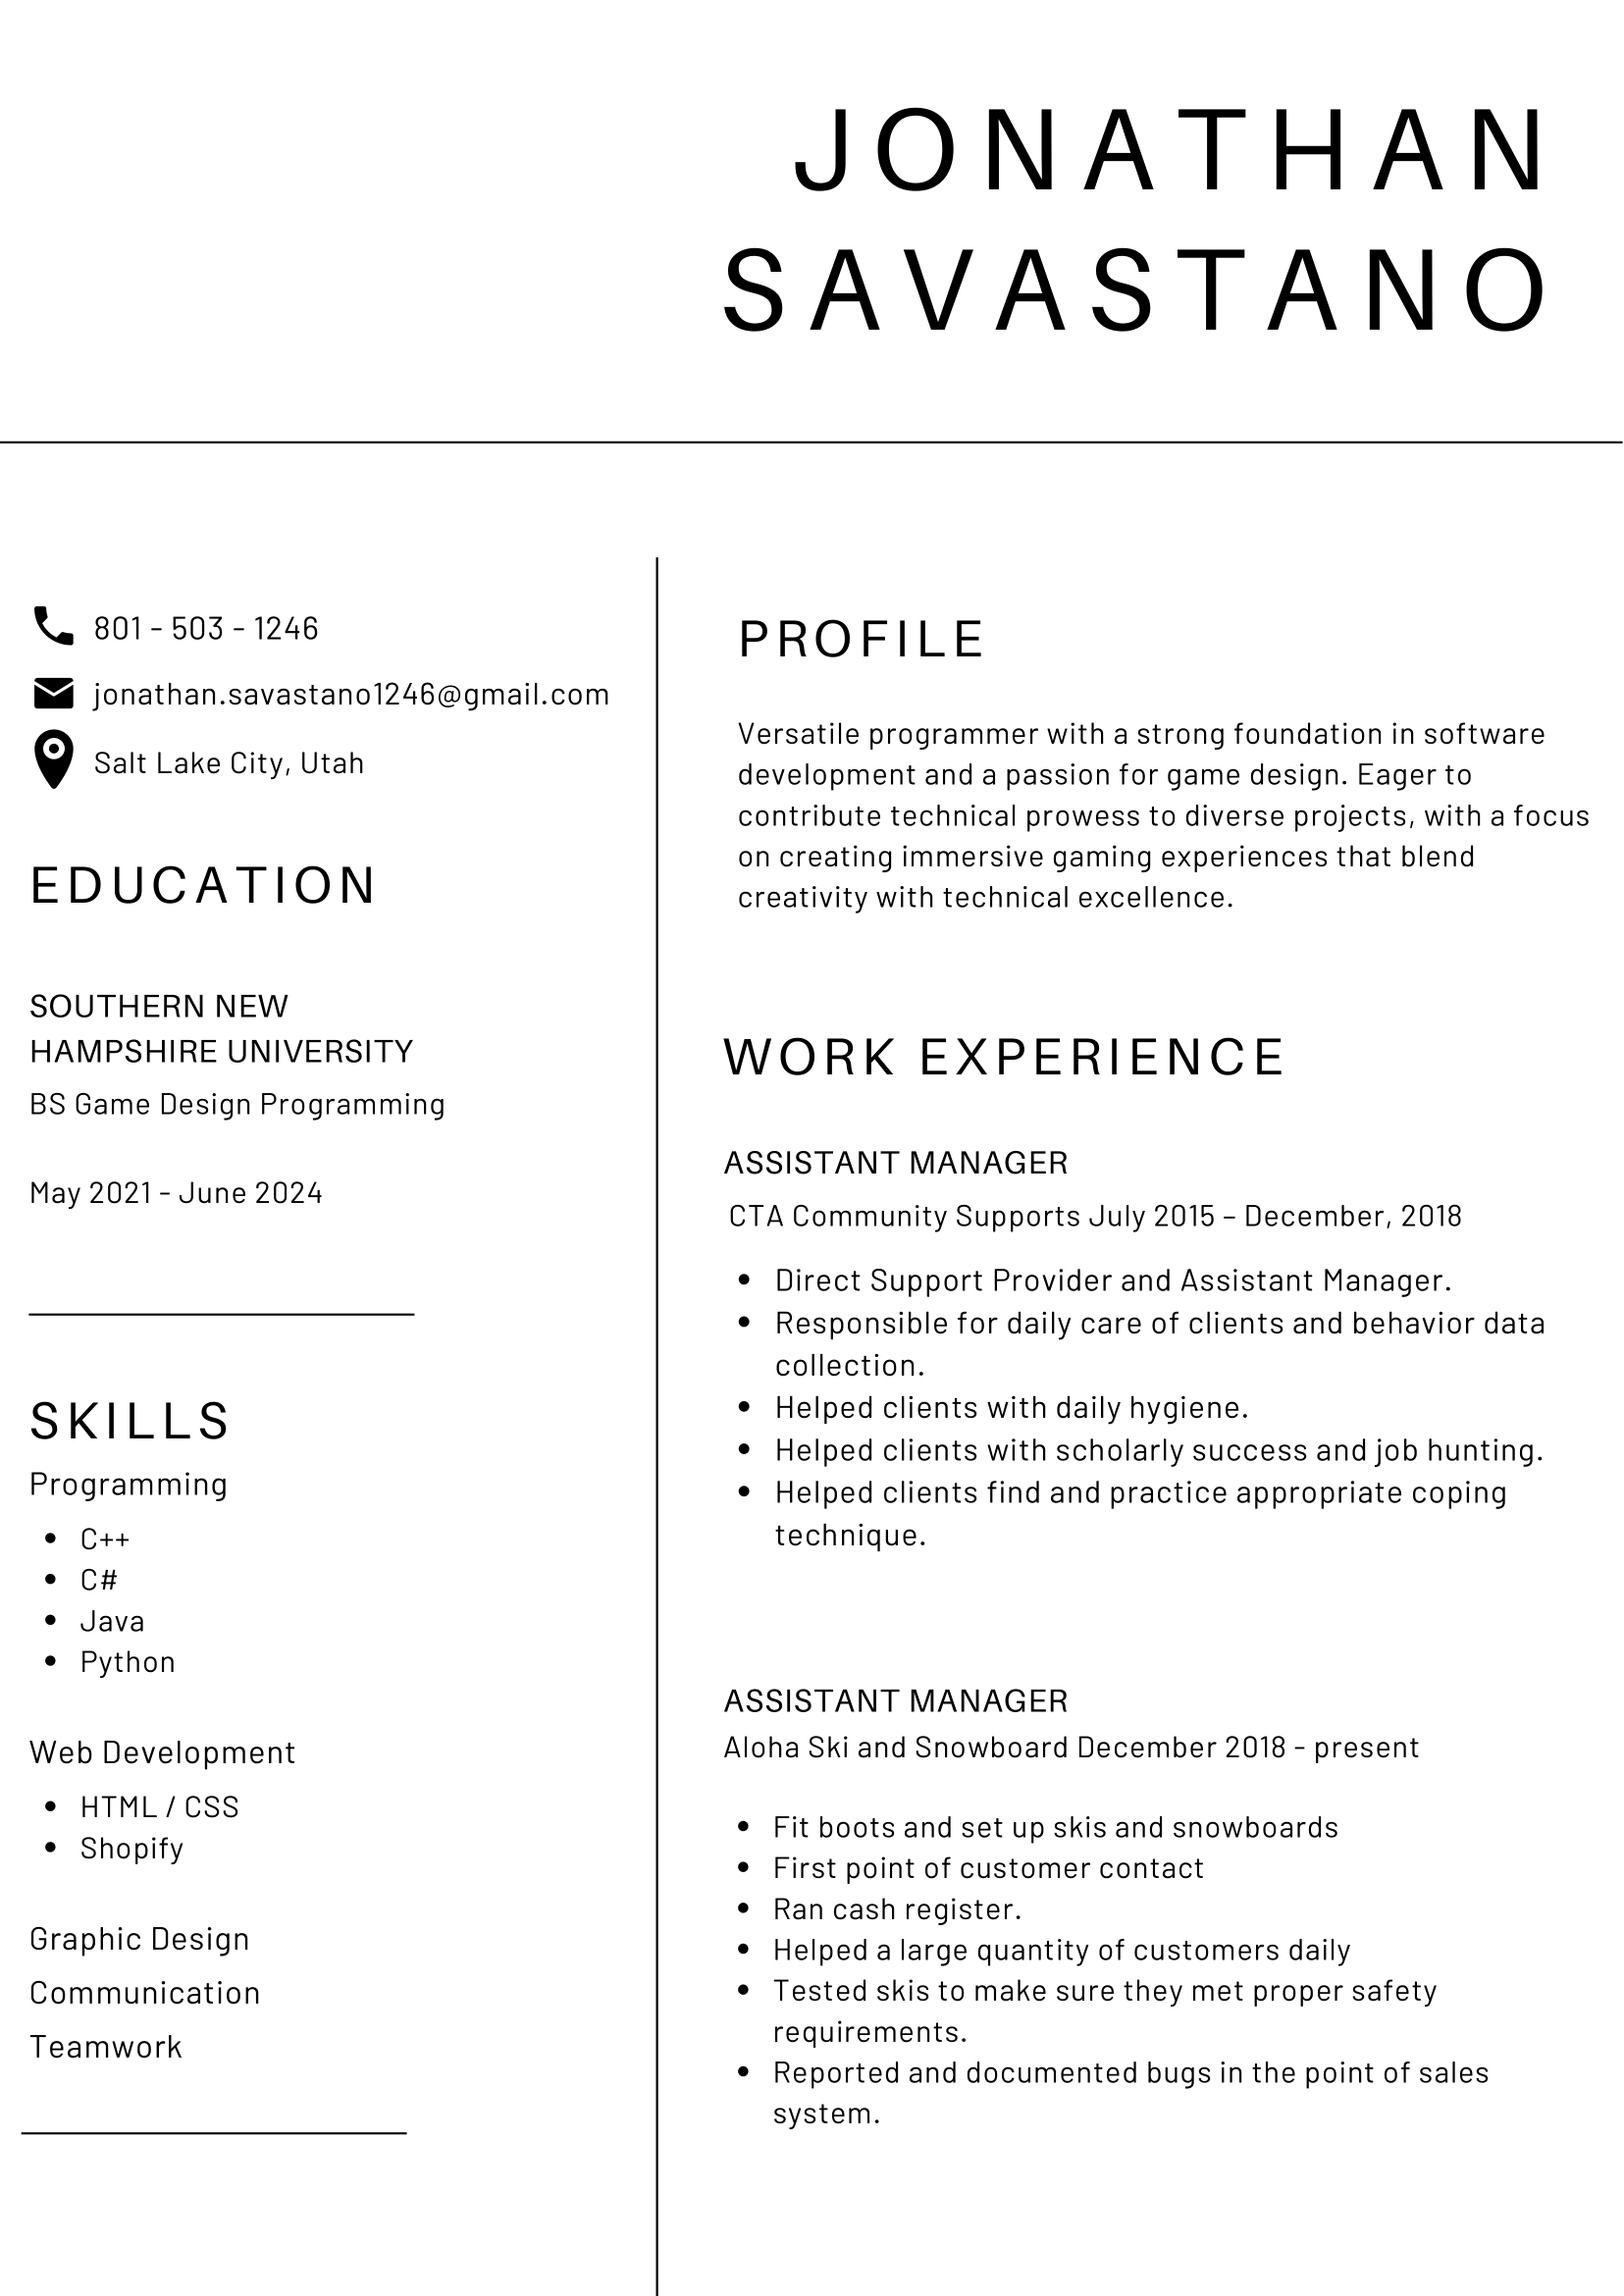 JONATHAN
SAVASTANO
801 - 503 - 1246
jonathan.savastano1246@gmail.com
Salt Lake City, Utah
EDUCATION
SOUTHERN NEW
HAMPSHIRE UNIVERSITY
BS Game Design Programming
May 2021 - June 2024
SKILLS
Programming
• C++
• C#
• Java
• Python
Web Development
• HTML / CSS
• Shopify
Graphic Design
Communication
Teamwork
PROFILE
Versatile programmer with a strong foundation in software
development and a passion for game design. Eager to
contribute technical prowess to diverse projects, with a focus
on creating immersive gaming experiences that blend
creativity with technical excellence.
WORK EXPERIENCE
ASSISTANT MANAGER
CTA Community Supports July 2015 – December, 2018
• Direct Support Provider and Assistant Manager.
• Responsible for daily care of clients and behavior data
collection.
• Helped clients with daily hygiene.
• Helped clients with scholarly success and job hunting.
• Helped clients find and practice appropriate coping
technique.
ASSISTANT MANAGER
Aloha Ski and Snowboard December 2018 - present
• Fit boots and set up skis and snowboards
• First point of customer contact
• Ran cash register.
• Helped a large quantity of customers daily
• Tested skis to make sure they met proper safety
requirements.
• Reported and documented bugs in the point of sales
system.